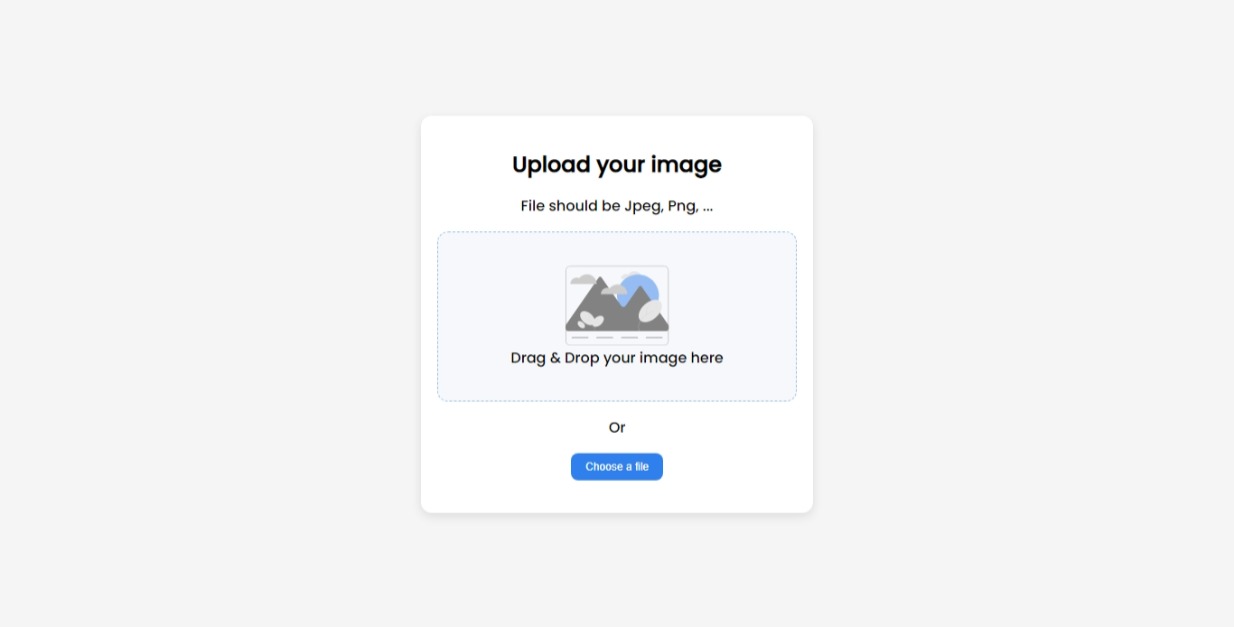 Upload your image
File should be Jpeg, Png, ...
Drag & Drop your image here
Or
Choose a file